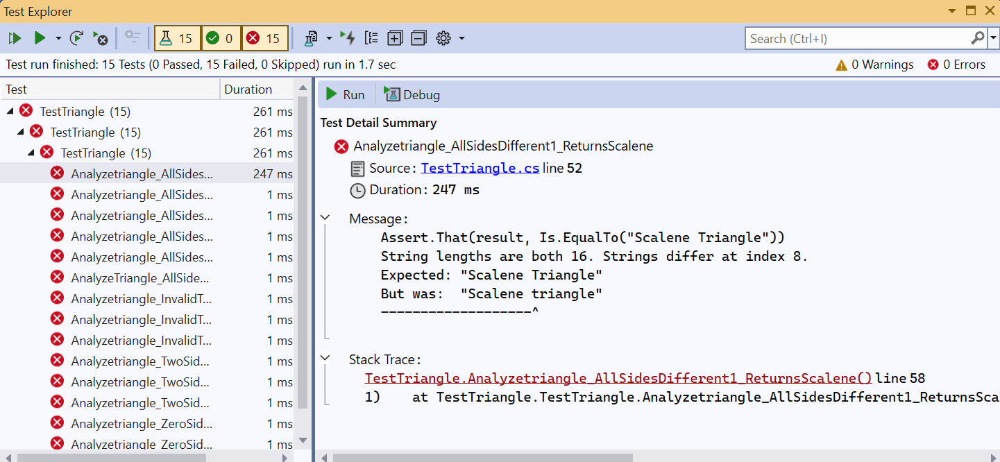 Test Explorer
15 0 15
Search (Ctrl+I)
Test run finished: 15 Tests (0 Passed, 15 Failed, 0 Skipped) run in 1.7 sec
0 Warnings 0 Errors
Test Duration
TestTriangle (15) 261 ms
TestTriangle (15) 261 ms
TestTriangle (15) 261 ms
Analyzetriangle_AllSides... 247 ms
Analyzetriangle_AllSides... 1 ms
Analyzetriangle_AllSides... 1 ms
Analyzetriangle_AllSides... 1 ms
Analyzetriangle_AllSides... 1 ms
AnalyzeTriangle_AllSide... 1 ms
Analyzetriangle_InvalidT... 1 ms
Analyzetriangle_InvalidT... 1 ms
Analyzetriangle_InvalidT... 1 ms
Analyzetriangle_TwoSid... 1 ms
Analyzetriangle_TwoSid... 1 ms
Analyzetriangle_TwoSid... 1 ms
Analyzetriangle_ZeroSid... 1 ms
Analyzetriangle_ZeroSid... 1 ms
Run Debug
Test Detail Summary
Analyzetriangle_AllSidesDifferent1_ReturnsScalene
Source: TestTriangle.cs line 52
Duration: 247 ms
Message:
Assert.That(result, Is.EqualTo("Scalene Triangle"))
String lengths are both 16. Strings differ at index 8.
Expected: "Scalene Triangle"
But was:  "Scalene triangle"
-------------------^
Stack Trace:
TestTriangle.Analyzetriangle_AllSidesDifferent1_ReturnsScalene() line 58
1)    at TestTriangle.TestTriangle.Analyzetriangle_AllSidesDifferent1_ReturnsSca